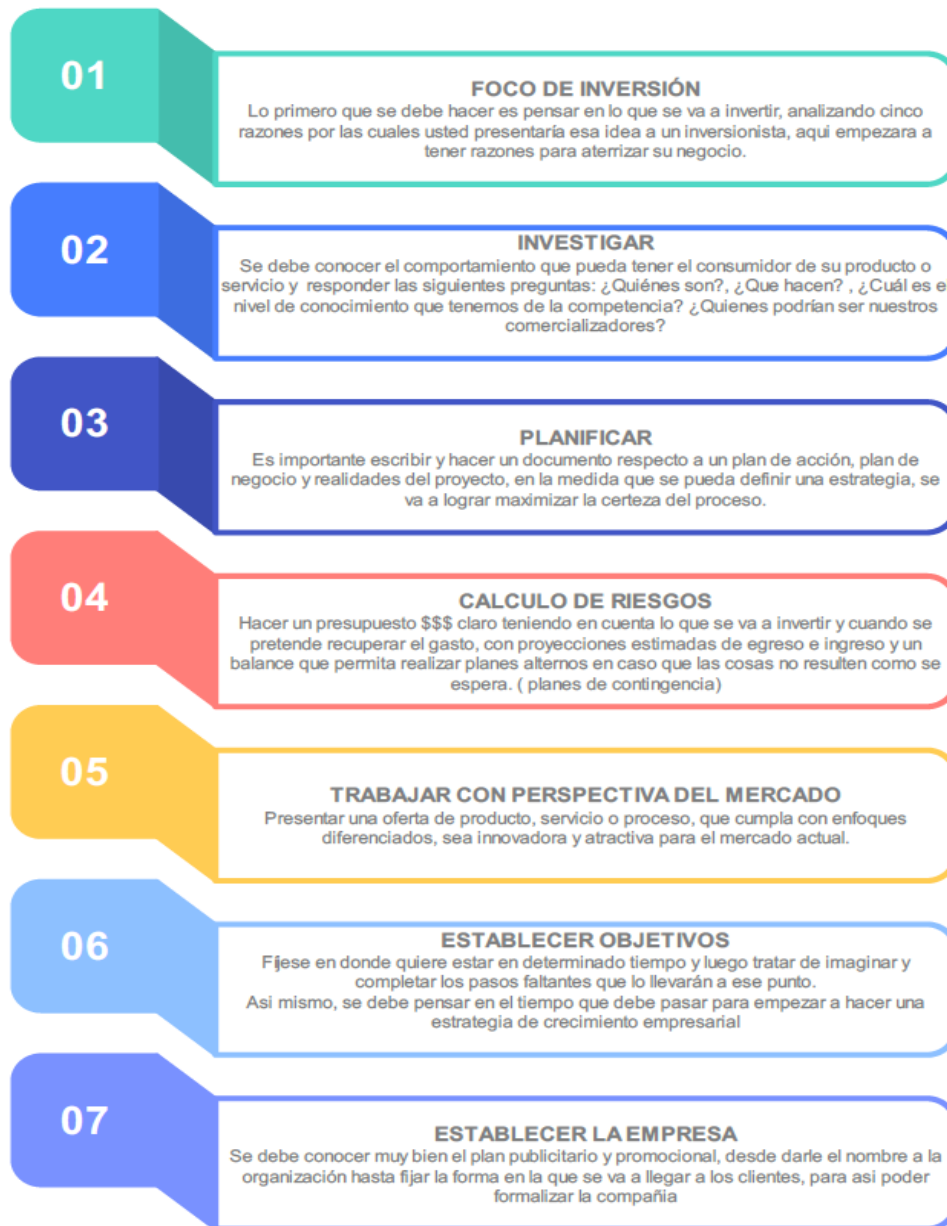 01
FOCO DE INVERSIÓN
Lo primero que se debe hacer es pensar en lo que se va a invertir, analizando cinco
razones por las cuales usted presentaría esa idea a un inversionista, aqui empezara a
tener razones para aterrizar su negocio.
02
INVESTIGAR
Se debe conocer el comportamiento que pueda tener el consumidor de su producto o
servicio y responder las siguientes preguntas: ¿Quiénes son?, ¿Que hacen? , ¿Cuál es e
nivel de conocimiento que tenemos de la competencia? ¿Quienes podrían ser nuestros
comercializadores?
03
PLANIFICAR
Es importante escribir y hacer un documento respecto a un plan de acción, plan de
negocio y realidades del proyecto, en la medida que se pueda definir una estrategia, se
va a lograr maximizar la certeza del proceso.
04
CALCULO DE RIESGOS
Hacer un presupuesto $$$ claro teniendo en cuenta lo que se va a invertir y cuando se
pretende recuperar el gasto, con proyecciones estimadas de egreso e ingreso y un
balance que permita realizar planes alternos en caso que las cosas no resulten como se
espera. ( planes de contingencia)
05
TRABAJAR CON PERSPECTIVA DEL MERCADO
Presentar una oferta de producto, servicio o proceso, que cumpla con enfoques
diferenciados, sea innovadora y atractiva para el mercado actual.
06
ESTABLECER OBJETIVOS
Fíjese en donde quiere estar en determinado tiempo y luego tratar de imaginar y
completar los pasos faltantes que lo llevarán a ese punto.
Asi mismo, se debe pensar en el tiempo que debe pasar para empezar a hacer una
estrategia de crecimiento empresarial
07
ESTABLECER LA EMPRESA
Se debe conocer muy bien el plan publicitario y promocional, desde darle el nombre a la
organización hasta fijar la forma en la que se va a llegar a los clientes, para asi poder
formalizar la compañia